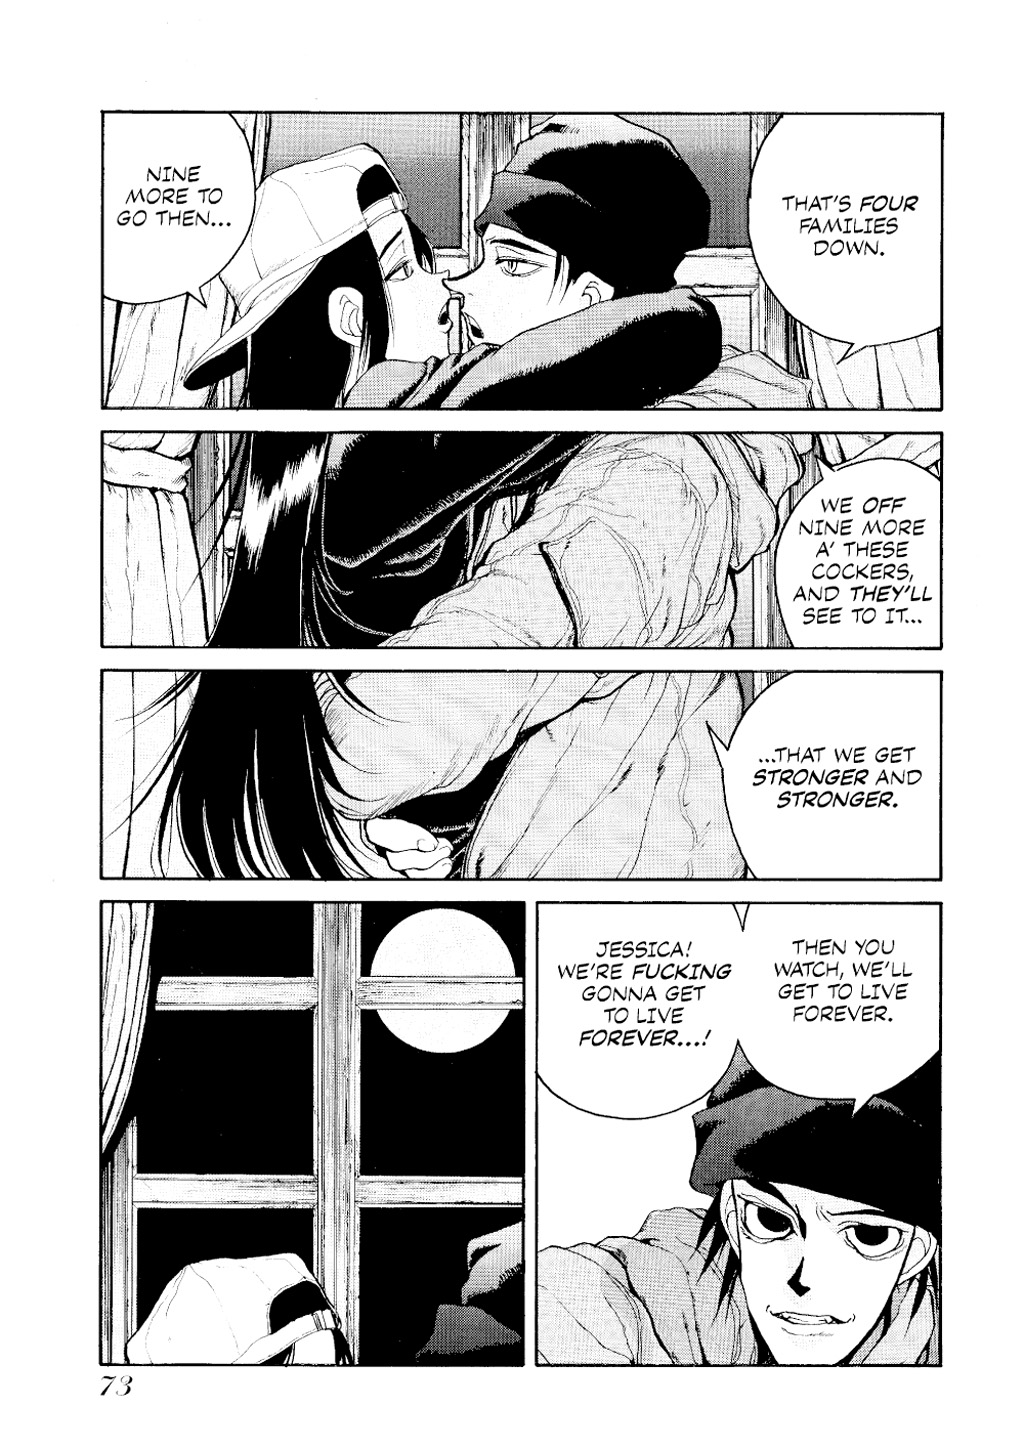 THAT'S FOUR
FAMILIES
DOWN.
NINE
MORE TO
GO THEN...
WE OFF
NINE MORE
A' THESE
COCKERS,
AND THEY'LL
SEE TO IT...
...THAT WE GET
STRONGER AND
STRONGER.
THEN YOU
WATCH, WE'LL
GET TO LIVE
FOREVER.
JESSICA!
WE'RE FUCKING
GONNA GET
TO LIVE
FOREVER...!
73